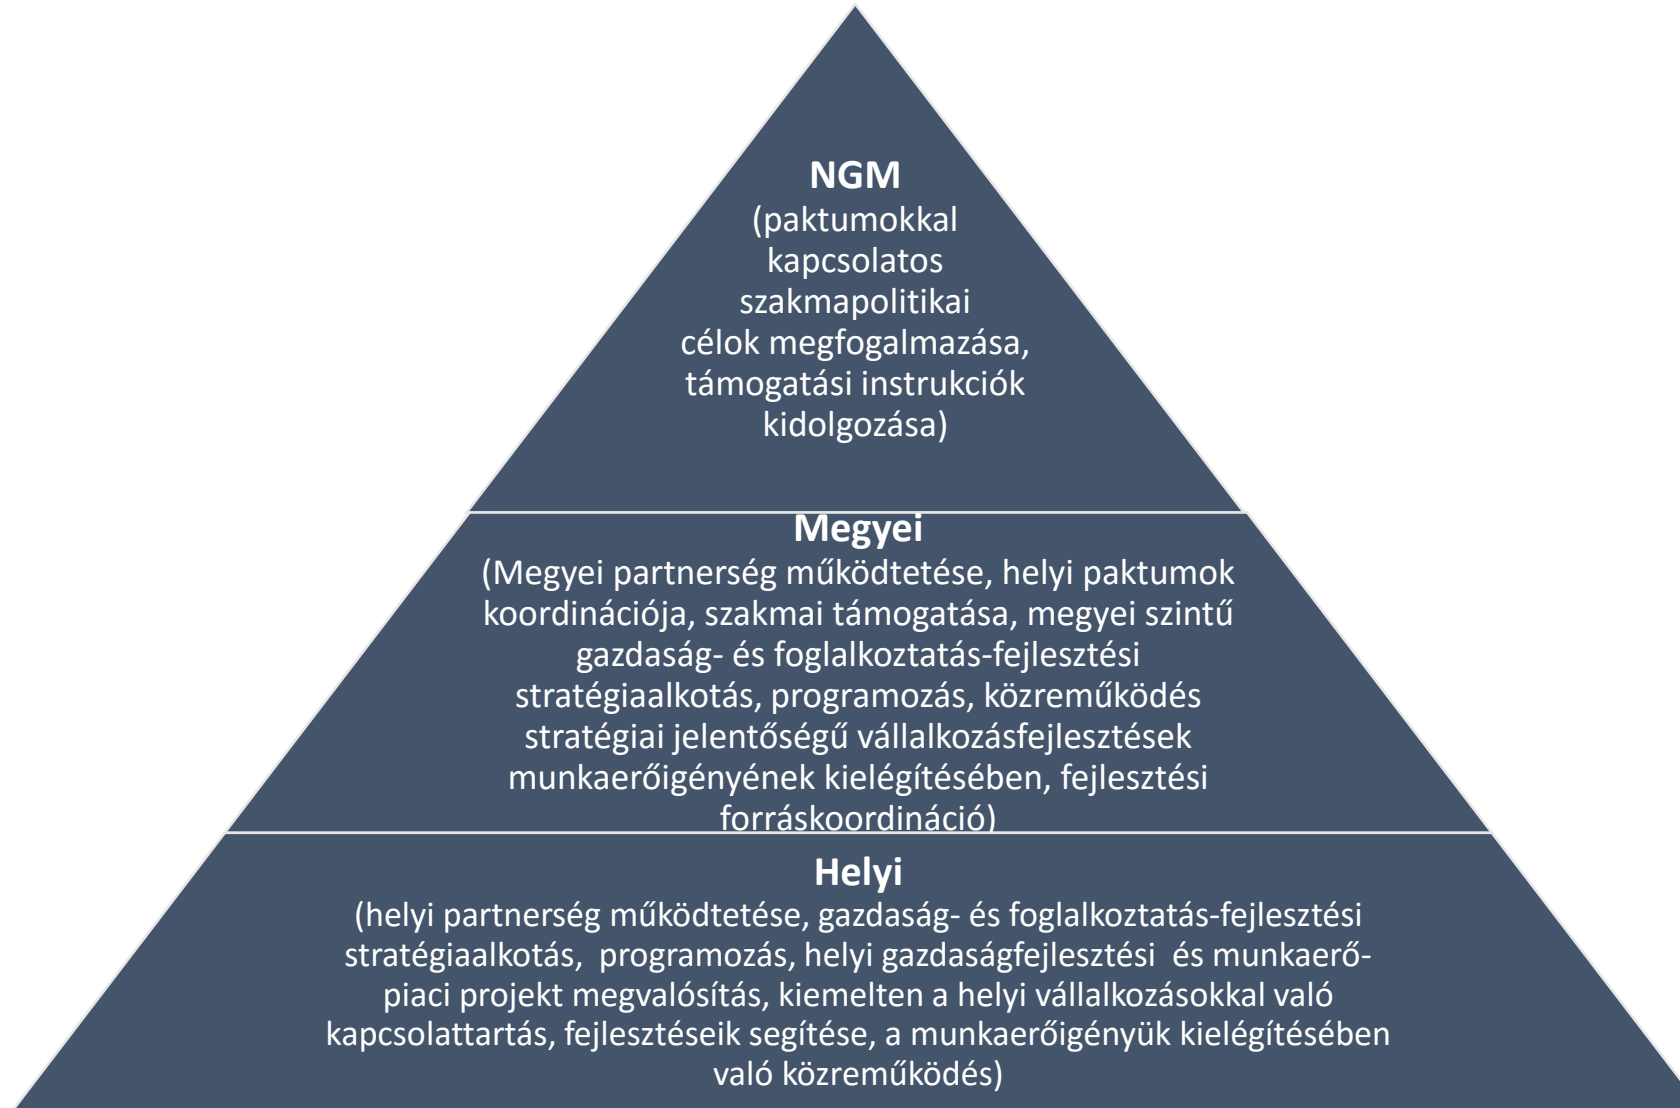 NGM
(paktumokkal
kapcsolatos
szakmapolitikai
célok megfogalmazása,
támogatási instrukciók
kidolgozása)
Megyei
(Megyei partnerség működtetése, helyi paktumok
koordinációja, szakmai támogatása, megyei szintű
gazdaság- és foglalkoztatás-fejlesztési
stratégiaalkotás, programozás, közreműködés
stratégiai jelentőségű vállalkozásfejlesztések
munkaerőigényének kielégítésében, fejlesztési
forráskoordináció)
Helyi
(helyi partnerség működtetése, gazdaság- és foglalkoztatás-fejlesztési
stratégiaalkotás,  programozás, helyi gazdaságfejlesztési  és munkaerő-
piaci projekt megvalósítás, kiemelten a helyi vállalkozásokkal való
kapcsolattartás, fejlesztéseik segítése, a munkaerőigényük kielégítésében
való közreműködés)